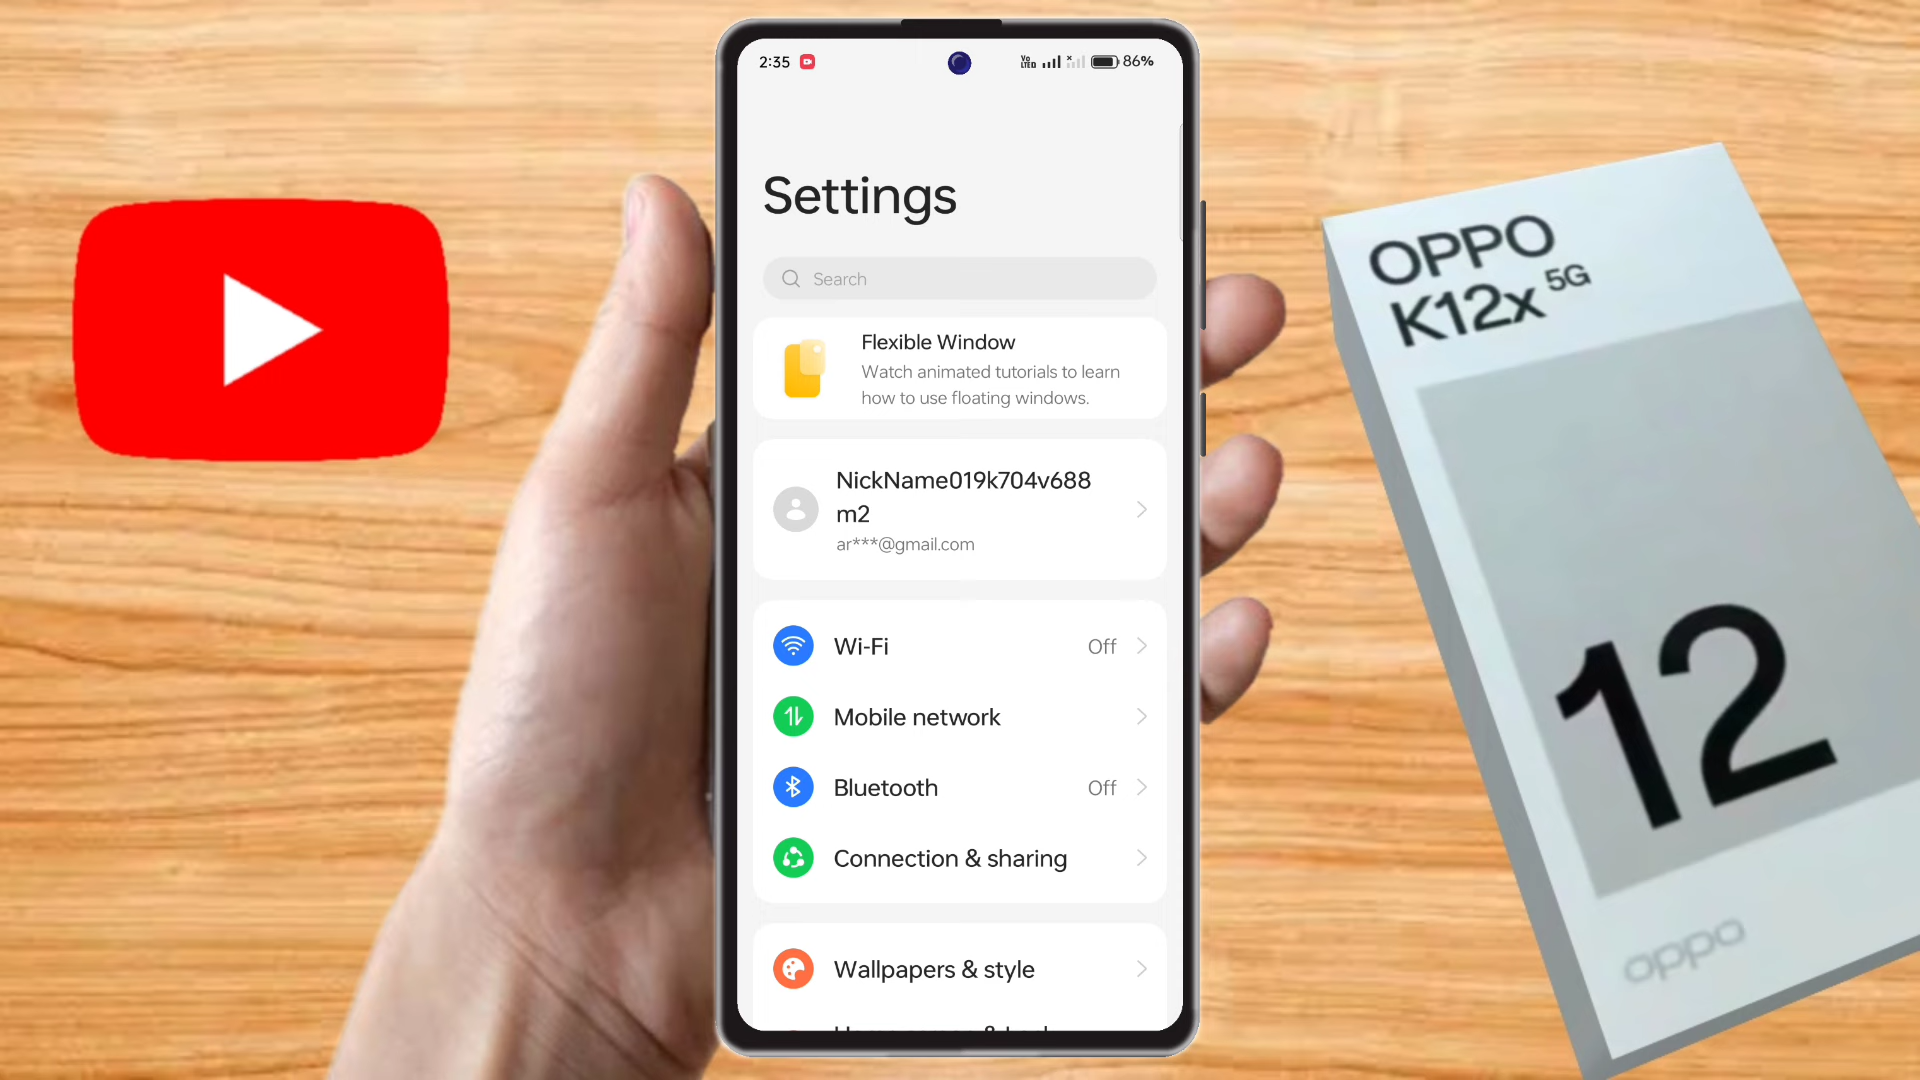 2:35
Vo
LTE
86%
Settings
Search
Flexible Window
Watch animated tutorials to learn
how to use floating windows.
NickName019k704v688
m2
ar***@gmail.com
Wi-Fi Off
Mobile network
Bluetooth Off
Connection & sharing
Wallpapers & style
OPPO
K12x 5G
12
oppo